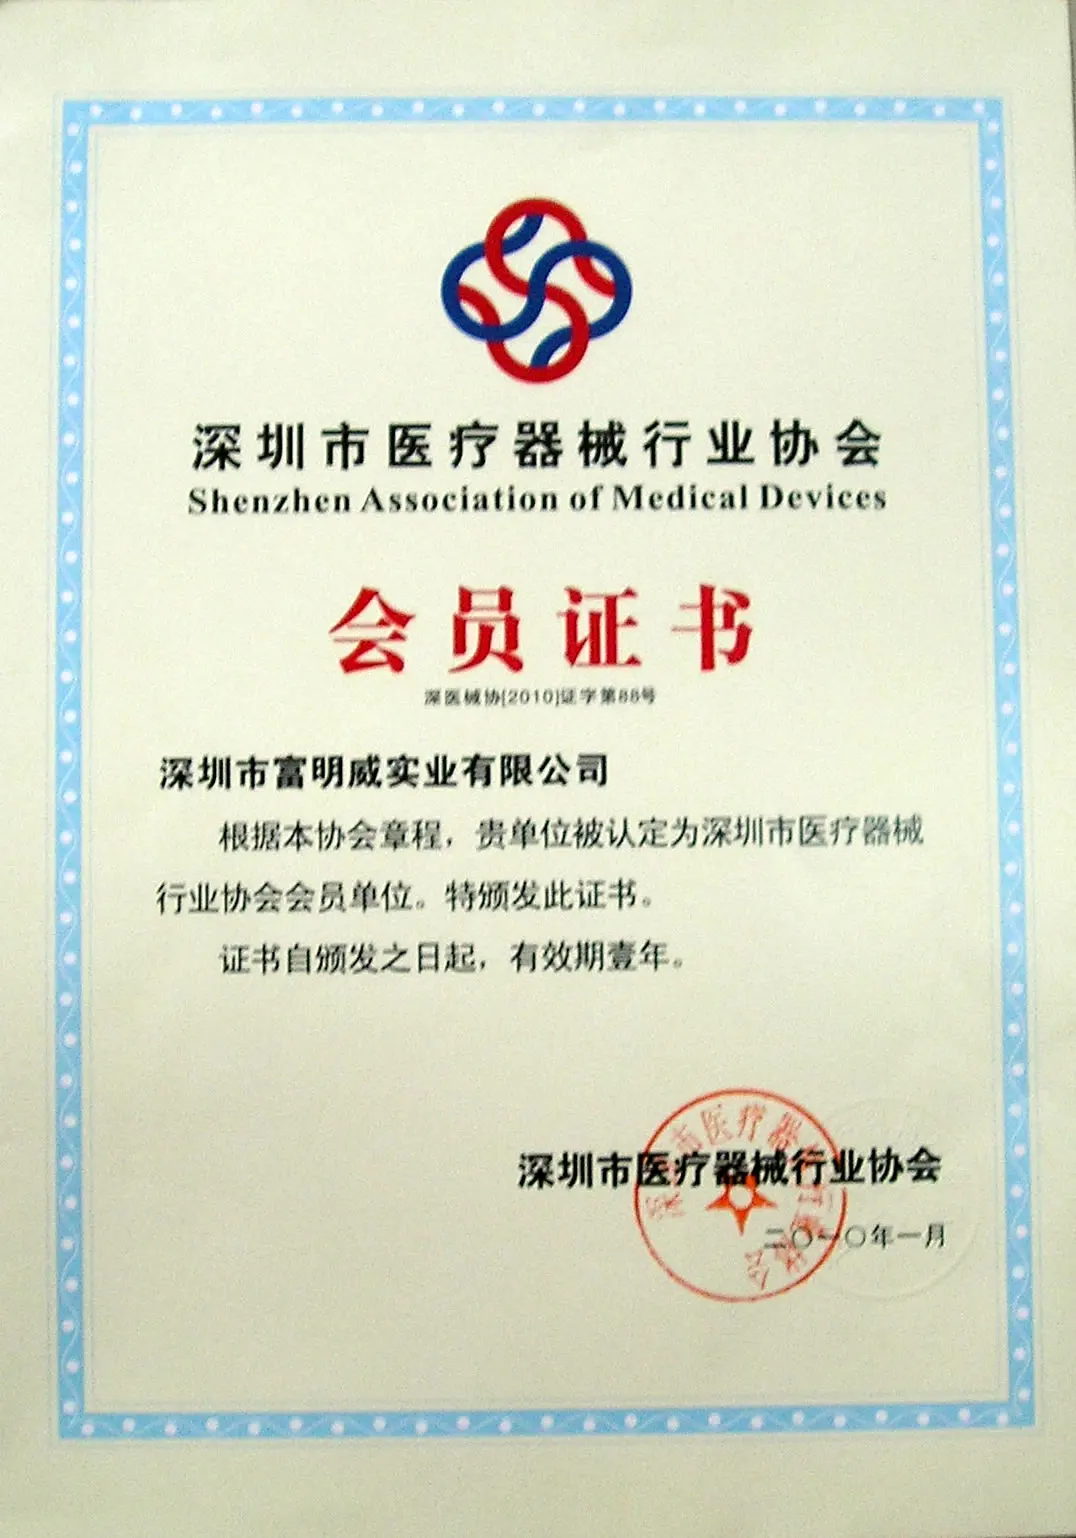 深圳市医疗器械行业协会
Shenzhen Association of Medical Devices
会员证书
深医械协[2010]证字第88号
深圳市富明威实业有限公司
根据本协会章程，贵单位被认定为深圳市医疗器械
行业协会会员单位。特颁发此证书。
证书自颁发之日起，有效期壹年。
深圳市医疗器械行业协会
二〇一〇年一月